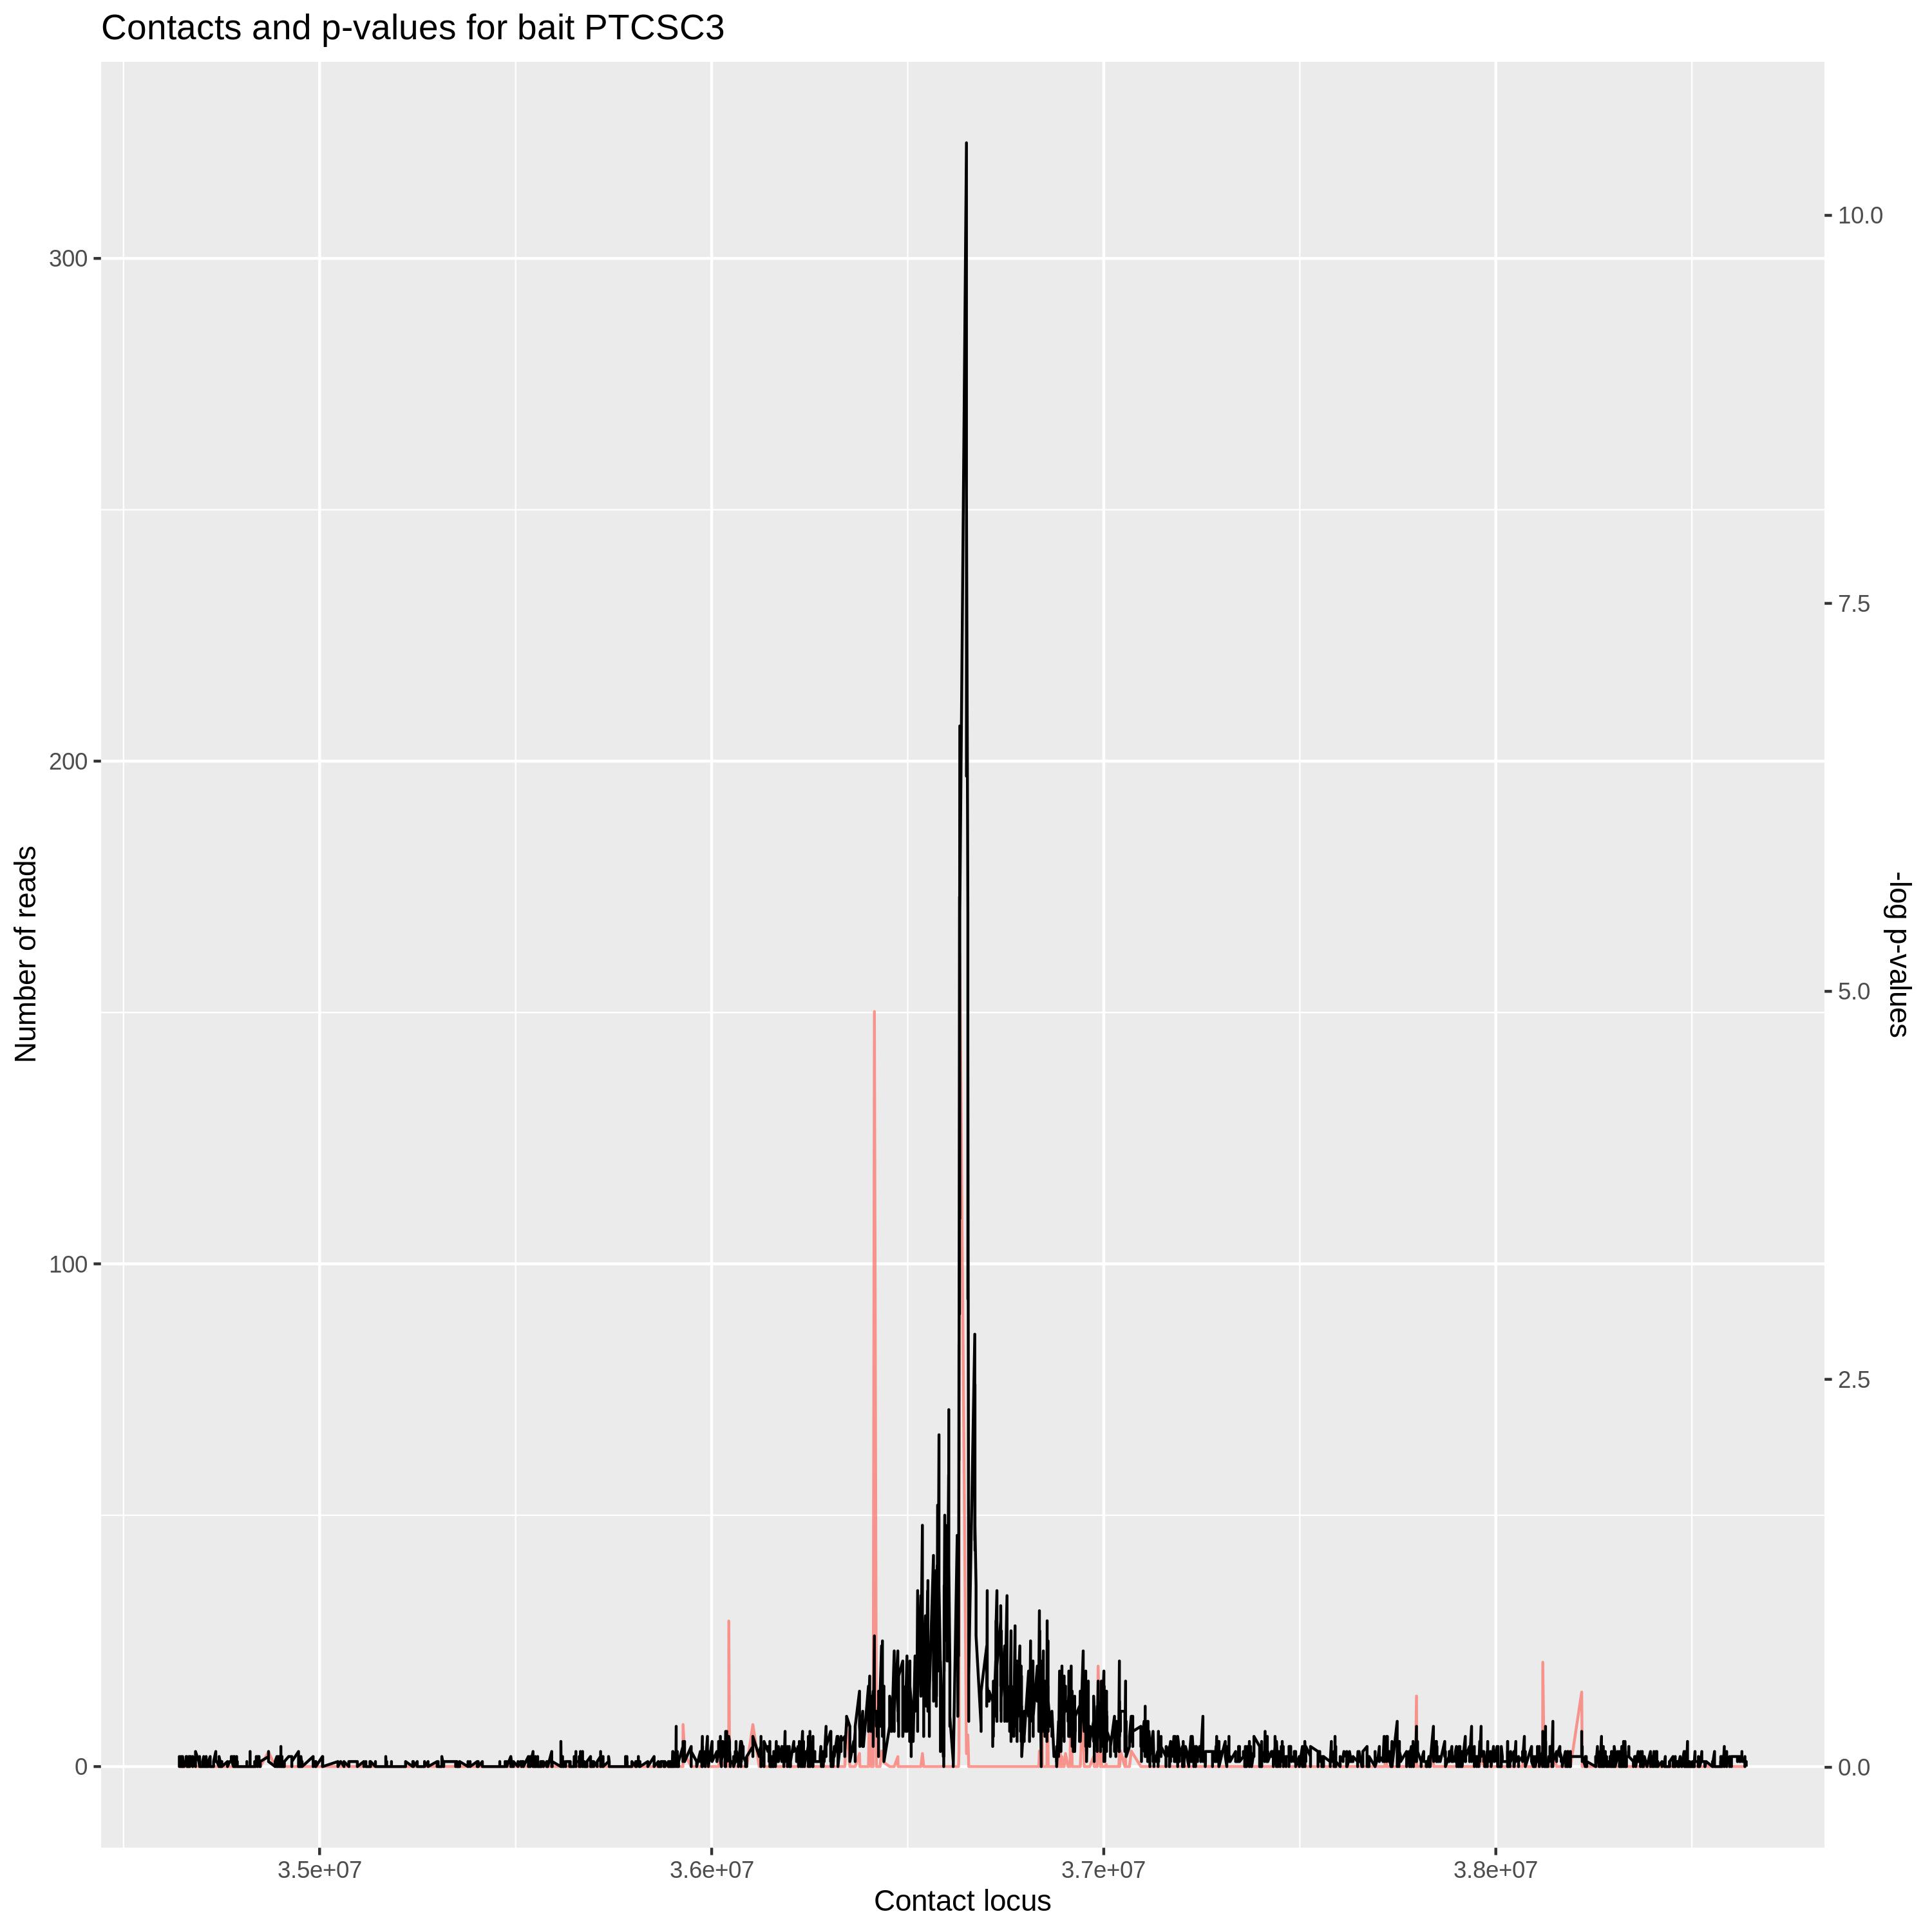 Contacts and p-values for bait PTCSC3
300
200
100
0
Number of reads
10.0
7.5
5.0
2.5
0.0
-log p-values
3.5e+07
3.6e+07
3.7e+07
3.8e+07
Contact locus